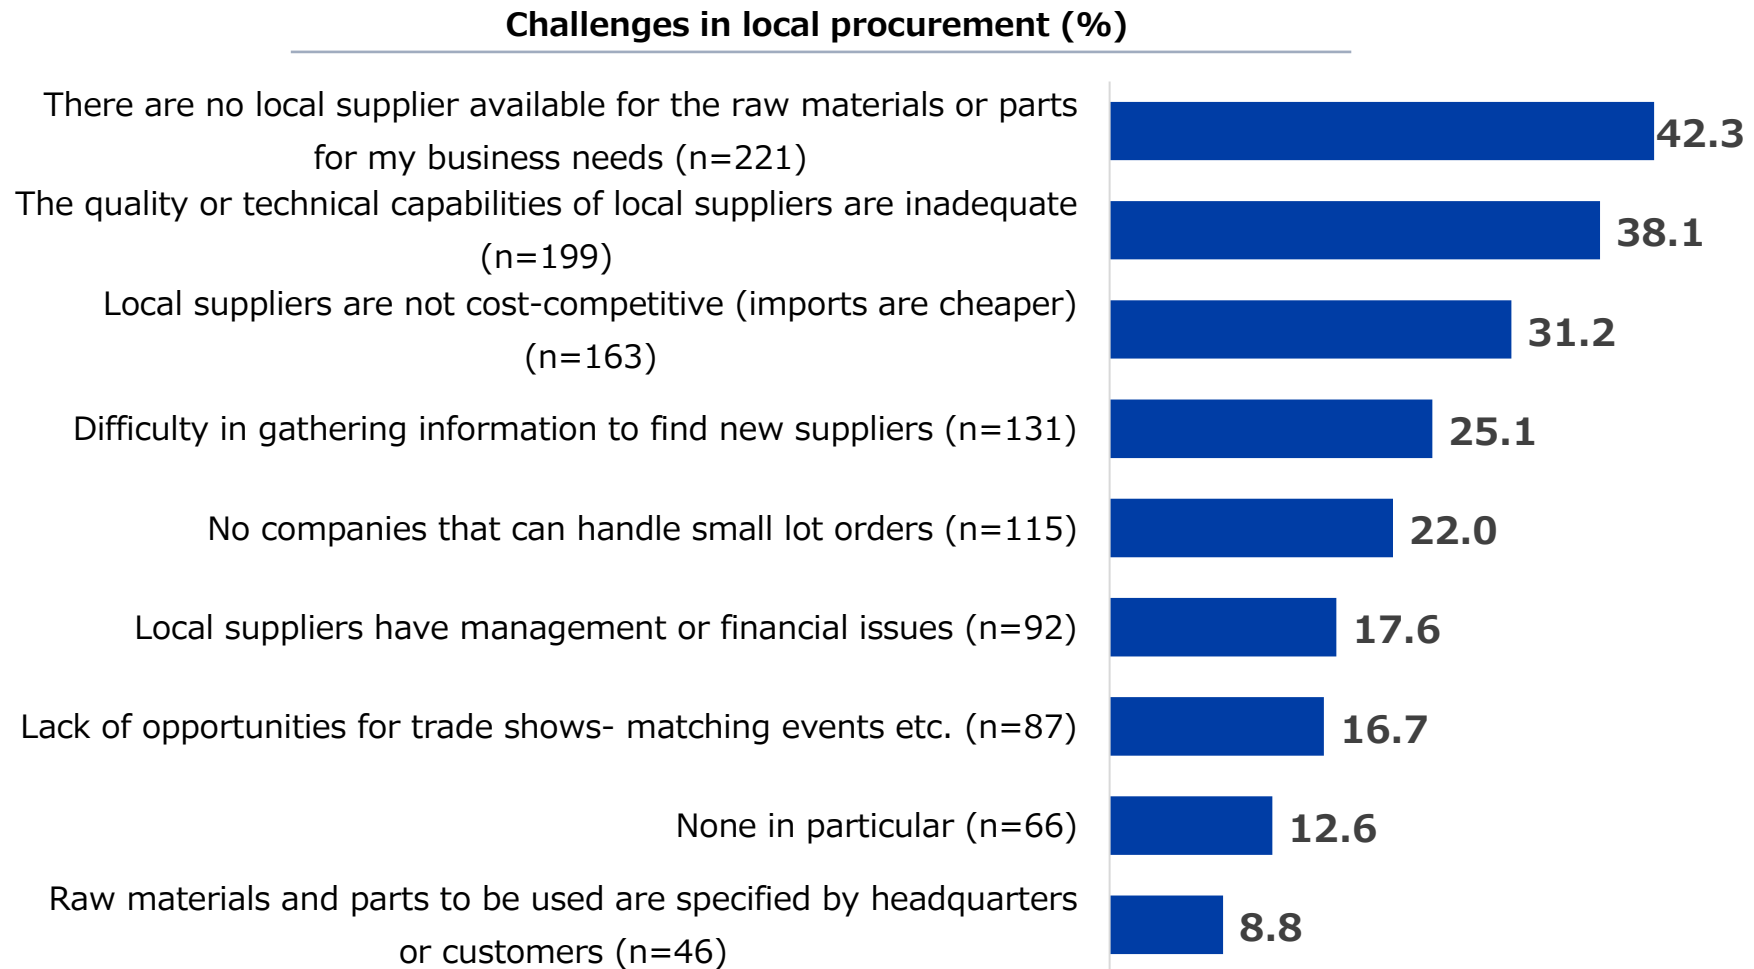 Challenges in local procurement (%)
There are no local supplier available for the raw materials or parts
for my business needs (n=221)
42.3
The quality or technical capabilities of local suppliers are inadequate
(n=199)
38.1
Local suppliers are not cost-competitive (imports are cheaper)
(n=163)
31.2
Difficulty in gathering information to find new suppliers (n=131)
25.1
No companies that can handle small lot orders (n=115)
22.0
Local suppliers have management or financial issues (n=92)
17.6
Lack of opportunities for trade shows- matching events etc. (n=87)
16.7
None in particular (n=66)
12.6
Raw materials and parts to be used are specified by headquarters
or customers (n=46)
8.8